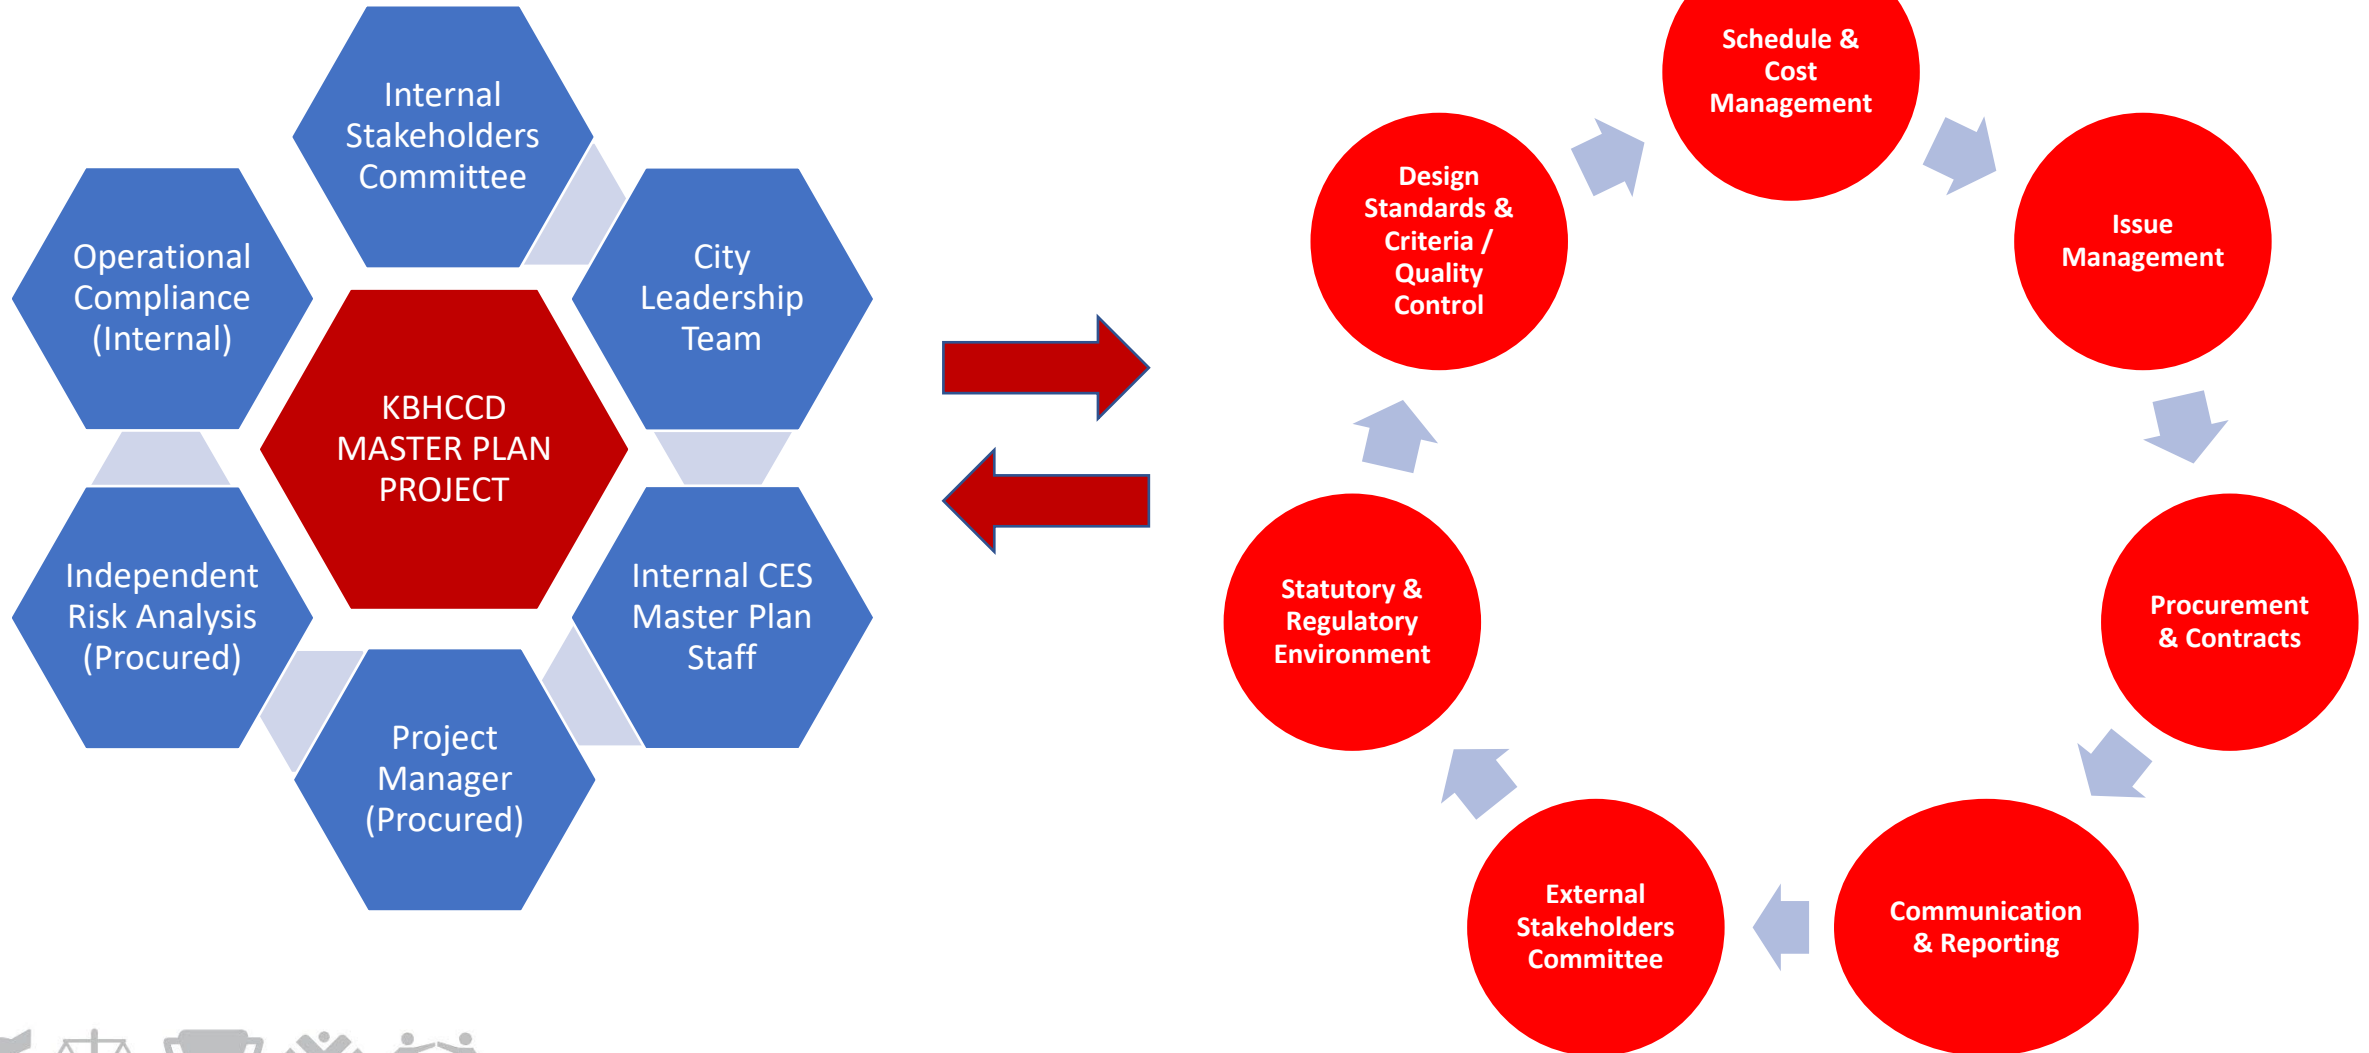 Internal
Stakeholders
Committee
City
Leadership
Team
Internal CES
Master Plan
Staff
Project
Manager
(Procured)
Independent
Risk Analysis
(Procured)
Operational
Compliance
(Internal)
KBHCCD
MASTER PLAN
PROJECT
Schedule &
Cost
Management
Issue
Management
Procurement
& Contracts
Communication
& Reporting
External
Stakeholders
Committee
Statutory &
Regulatory
Environment
Design
Standards &
Criteria /
Quality
Control